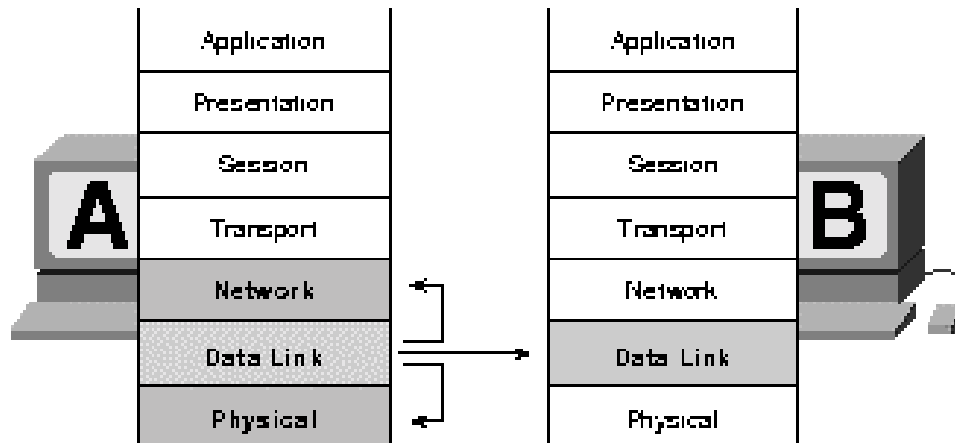 Application
Presentation
Session
Transport
Network
Data Link
Physical
A
Application
Presentation
Session
Transport
Network
Data Link
Physical
B